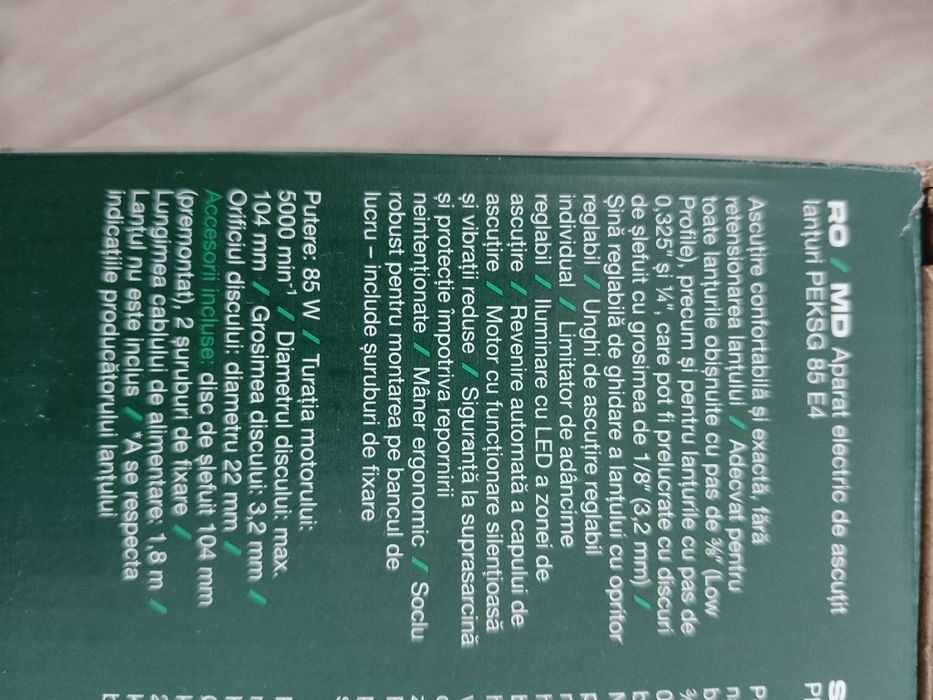 RO / MD Aparat electric de ascuțit
lanțuri PEKSG 85 E4
Ascuțire confortabilă și exactă, fără
retensionarea lanțului / Adecvat pentru
toate lanțurile obișnuite cu pas de ⅜" (Low
Profile), precum și pentru lanțurile cu pas de
0,325" și ¼", care pot fi prelucrate cu discuri
de șlefuit cu grosimea de 1/8" (3,2 mm) /
Șină reglabilă de ghidare a lanțului cu opritor
reglabil / Unghi de ascuțire reglabil
individual / Limitator de adâncime
reglabil / Iluminare cu LED a zonei de
ascuțire / Revenire automată a capului de
ascuțire / Motor cu funcționare silențioasă
și vibrații reduse / Siguranță la suprasarcină
și protecție împotriva repornirii
neintenționate / Mâner ergonomic / Soclu
robust pentru montarea pe bancul de
lucru – include șuruburi de fixare
Putere: 85 W / Turația motorului:
5000 min⁻¹ / Diametrul discului: max.
104 mm / Grosimea discului: 3,2 mm /
Orificiul discului: diametru 22 mm /
Accesorii incluse: disc de șlefuit 104 mm
(premontat), 2 șuruburi de fixare /
Lungimea cablului de alimentare: 1,8 m /
Lanțul nu este inclus / *A se respecta
indicațiile producătorului lanțului